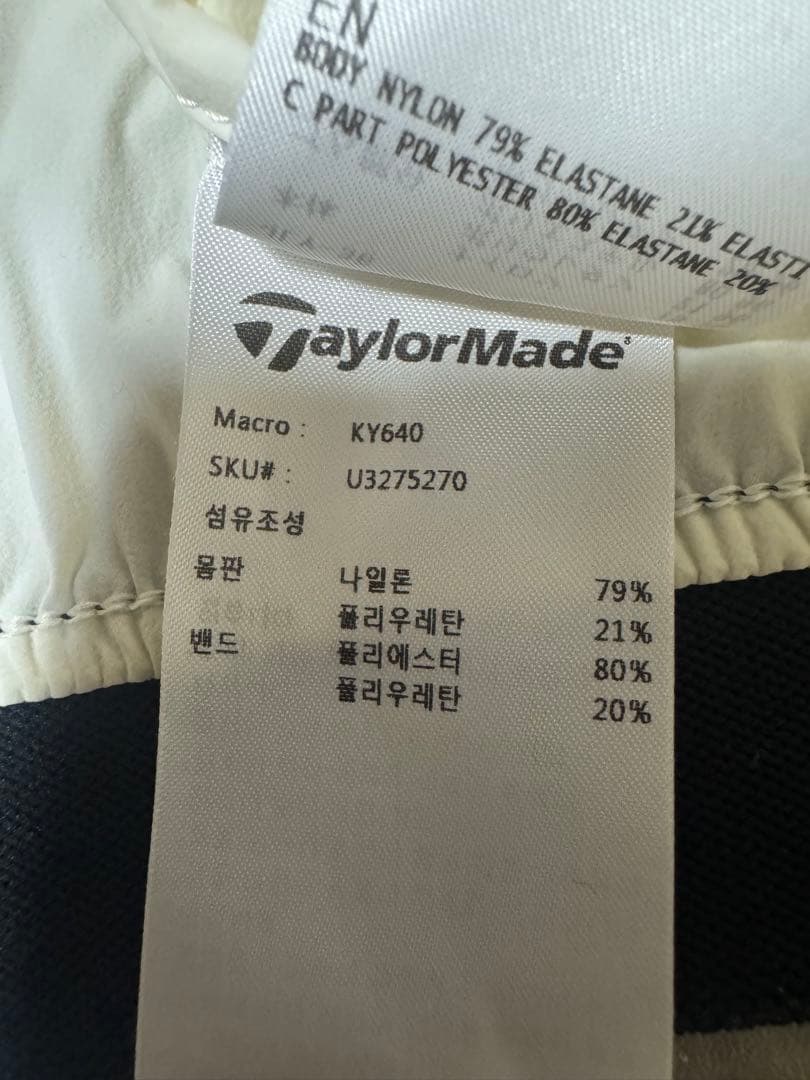 EN
BODY NYLON 79% ELASTANE 21% ELASTI
C PART POLYESTER 80% ELASTANE 20%
TaylorMade
Macro : KY640
SKU# : U3275270
섬유조성
몸판 나일론 79%
폴리우레탄 21%
밴드 폴리에스터 80%
폴리우레탄 20%